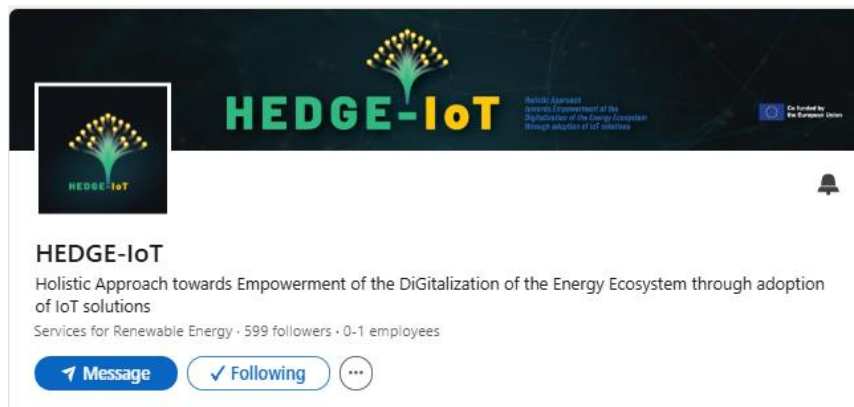 HEDGE-IoT
Holistic Approach
towards Empowerment of the
Digitalization of the Energy Ecosystem
through adoption of IoT solutions
Co funded by
the European Union
HEDGE-IoT
HEDGE-IoT
Holistic Approach towards Empowerment of the DiGitalization of the Energy Ecosystem through adoption
of IoT solutions
Services for Renewable Energy · 599 followers · 0-1 employees
Message
Following